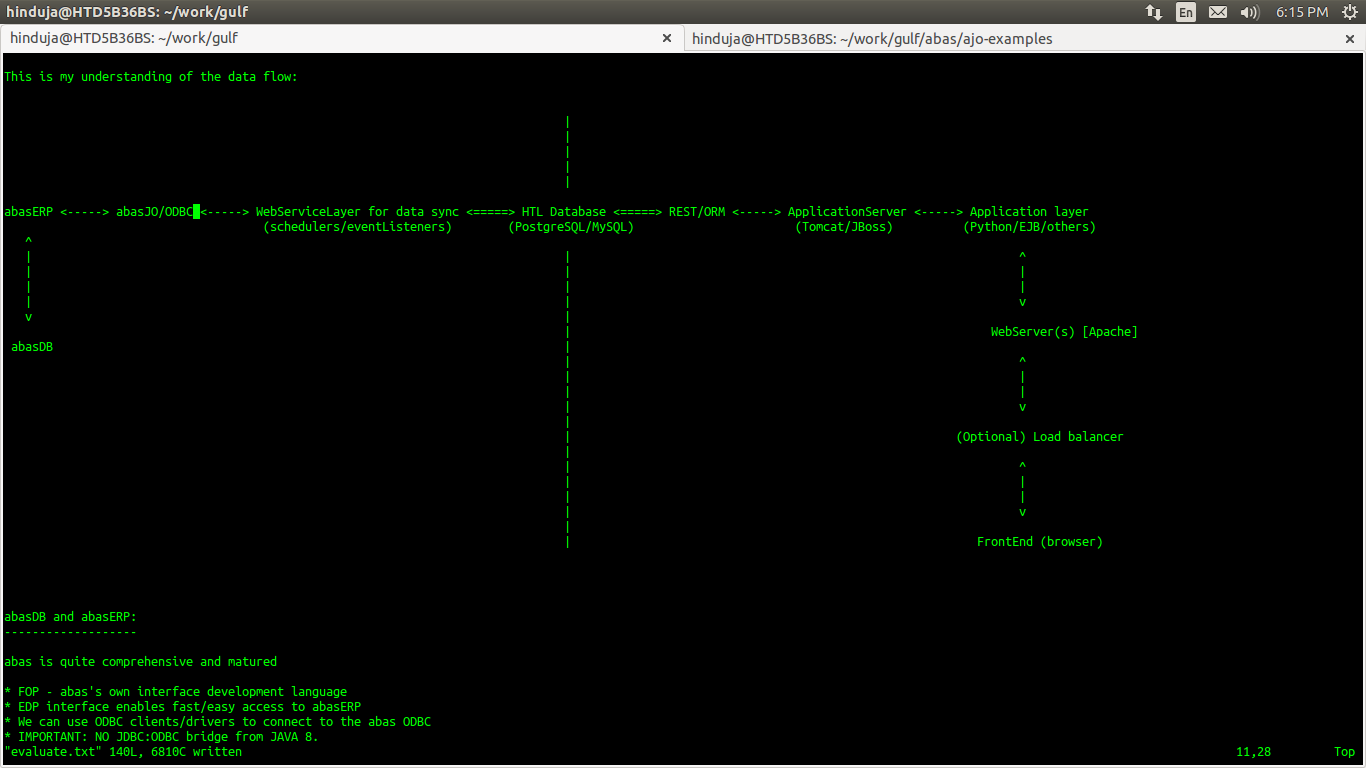 hinduja@HTD5B36BS: ~/work/gulf
En
6:15 PM
hinduja@HTD5B36BS: ~/work/gulf
hinduja@HTD5B36BS: ~/work/gulf/abas/ajo-examples
This is my understanding of the data flow:
|
|
|
|
|
abasERP <-----> abasJO/ODBC <-----> WebServiceLayer for data sync <=====> HTL Database <=====> REST/ORM <-----> ApplicationServer <-----> Application layer
(schedulers/eventListeners) (PostgreSQL/MySQL) (Tomcat/JBoss) (Python/EJB/others)
^
| | ^
| | |
| | |
| | v
v |
| WebServer(s) [Apache]
abasDB |
| ^
| |
| |
| v
|
| (Optional) Load balancer
|
| ^
| |
| |
| v
|
| FrontEnd (browser)
abasDB and abasERP:
-------------------
abas is quite comprehensive and matured
* FOP - abas's own interface development language
* EDP interface enables fast/easy access to abasERP
* We can use ODBC clients/drivers to connect to the abas ODBC
* IMPORTANT: NO JDBC:ODBC bridge from JAVA 8.
"evaluate.txt" 140L, 6810C written 11,28 Top